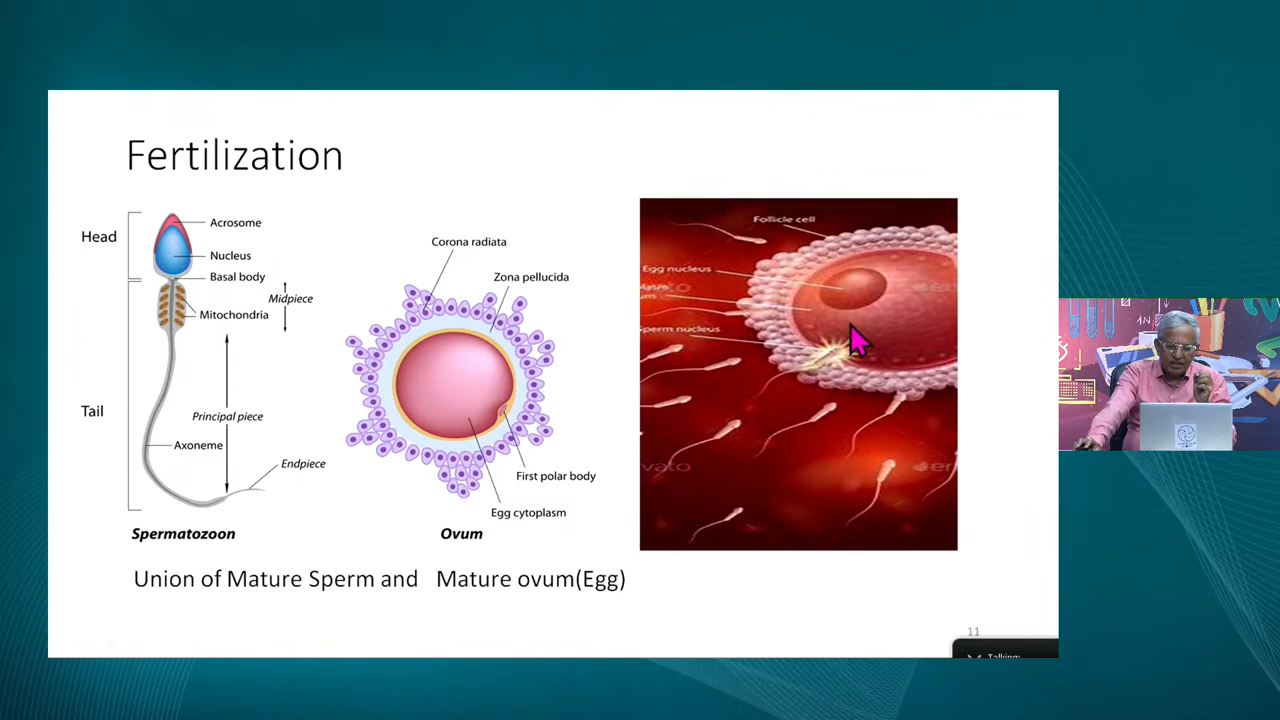 Fertilization
Head
Acrosome
Nucleus
Basal body
Midpiece
Mitochondria
Tail
Principal piece
Axoneme
Endpiece
Spermatozoon
Corona radiata
Zona pellucida
First polar body
Egg cytoplasm
Ovum
Follicle cell
Egg nucleus
Sperm nucleus
Union of Mature Sperm and Mature ovum(Egg)
11
Talking: